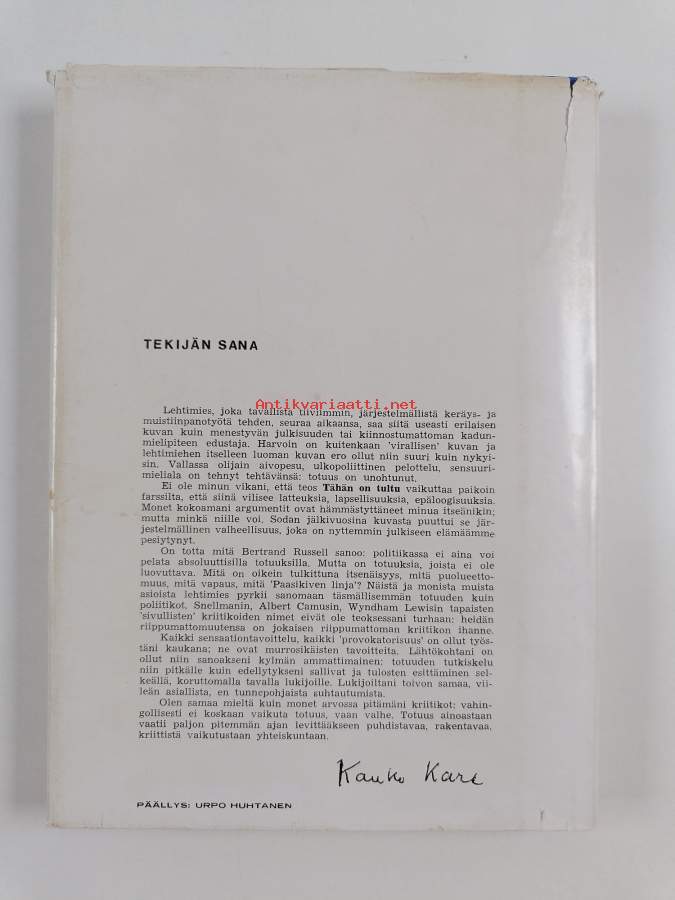 TEKIJÄN SANA
Antikvariaatti.net
Lehtimies, joka tavallista tiiviimmin, järjestelmällistä keräys- ja
muistiinpanotyötä tehden, seuraa aikaansa, saa siitä useasti erilaisen
kuvan kuin menestyvän julkisuuden tai kiinnostumattoman kadun-
mielipiteen edustaja. Harvoin on kuitenkaan 'virallisen' kuvan ja
lehtimiehen itselleen luoman kuvan ero ollut niin suuri kuin nykyi-
sin. Vallassa olijain aivopesu, ulkopoliittinen pelottelu, sensuuri-
mieliala on tehnyt tehtävänsä: totuus on unohtunut.
Ei ole minun vikani, että teos Tähän on tultu vaikuttaa paikoin
farssilta, että siinä vilisee latteuksia, lapsellisuuksia, epäloogisuuksia.
Monet kokoamani argumentit ovat hämmästyttäneet minua itseänikin;
mutta minkä niille voi. Sodan jälkivuosina kuvasta puuttui se jär-
jestelmällinen valheellisuus, joka on nyttemmin julkiseen elämäämme
pesiytynyt.
On totta mitä Bertrand Russell sanoo: politiikassa ei aina voi
pelata absoluuttisilla totuuksilla. Mutta on totuuksia, joista ei ole
luovuttava. Mitä on oikein tulkittuna itsenäisyys, mitä puolueetto-
muus, mitä vapaus, mitä 'Paasikiven linja'? Näistä ja monista muista
asioista lehtimies pyrkii sanomaan täsmällisemmän totuuden kuin
poliitikot, Snellmanin, Albert Camusin, Wyndham Lewisin tapaisten
'sivullisten' kriitikoiden nimet eivät ole teoksessani turhaan: heidän
riippumattomuutensa on jokaisen riippumattoman kriitikon ihanne.
Kaikki sensaationtavoittelu, kaikki 'provokatorisuus' on ollut työs-
täni kaukana; ne ovat murrosikäisten tavoitteita. Lähtökohtani on
ollut niin sanoakseni kylmän ammattimainen: totuuden tutkiskelu
niin pitkälle kuin edellytykseni sallivat ja tulosten esittäminen sel-
keällä, koruttomalla tavalla lukijoille. Lukijoiltani toivon samaa, vii-
leän asiallista, en tunnepohjaista suhtautumista.
Olen samaa mieltä kuin monet arvossa pitämäni kriitikot: vahin-
gollisesti ei koskaan vaikuta totuus, vaan valhe. Totuus ainoastaan
vaatii paljon pitemmän ajan levittääkseen puhdistavaa, rakentavaa,
kriittistä vaikutustaan yhteiskuntaan.
Kauko Kare
PÄÄLLYS: URPO HUHTANEN